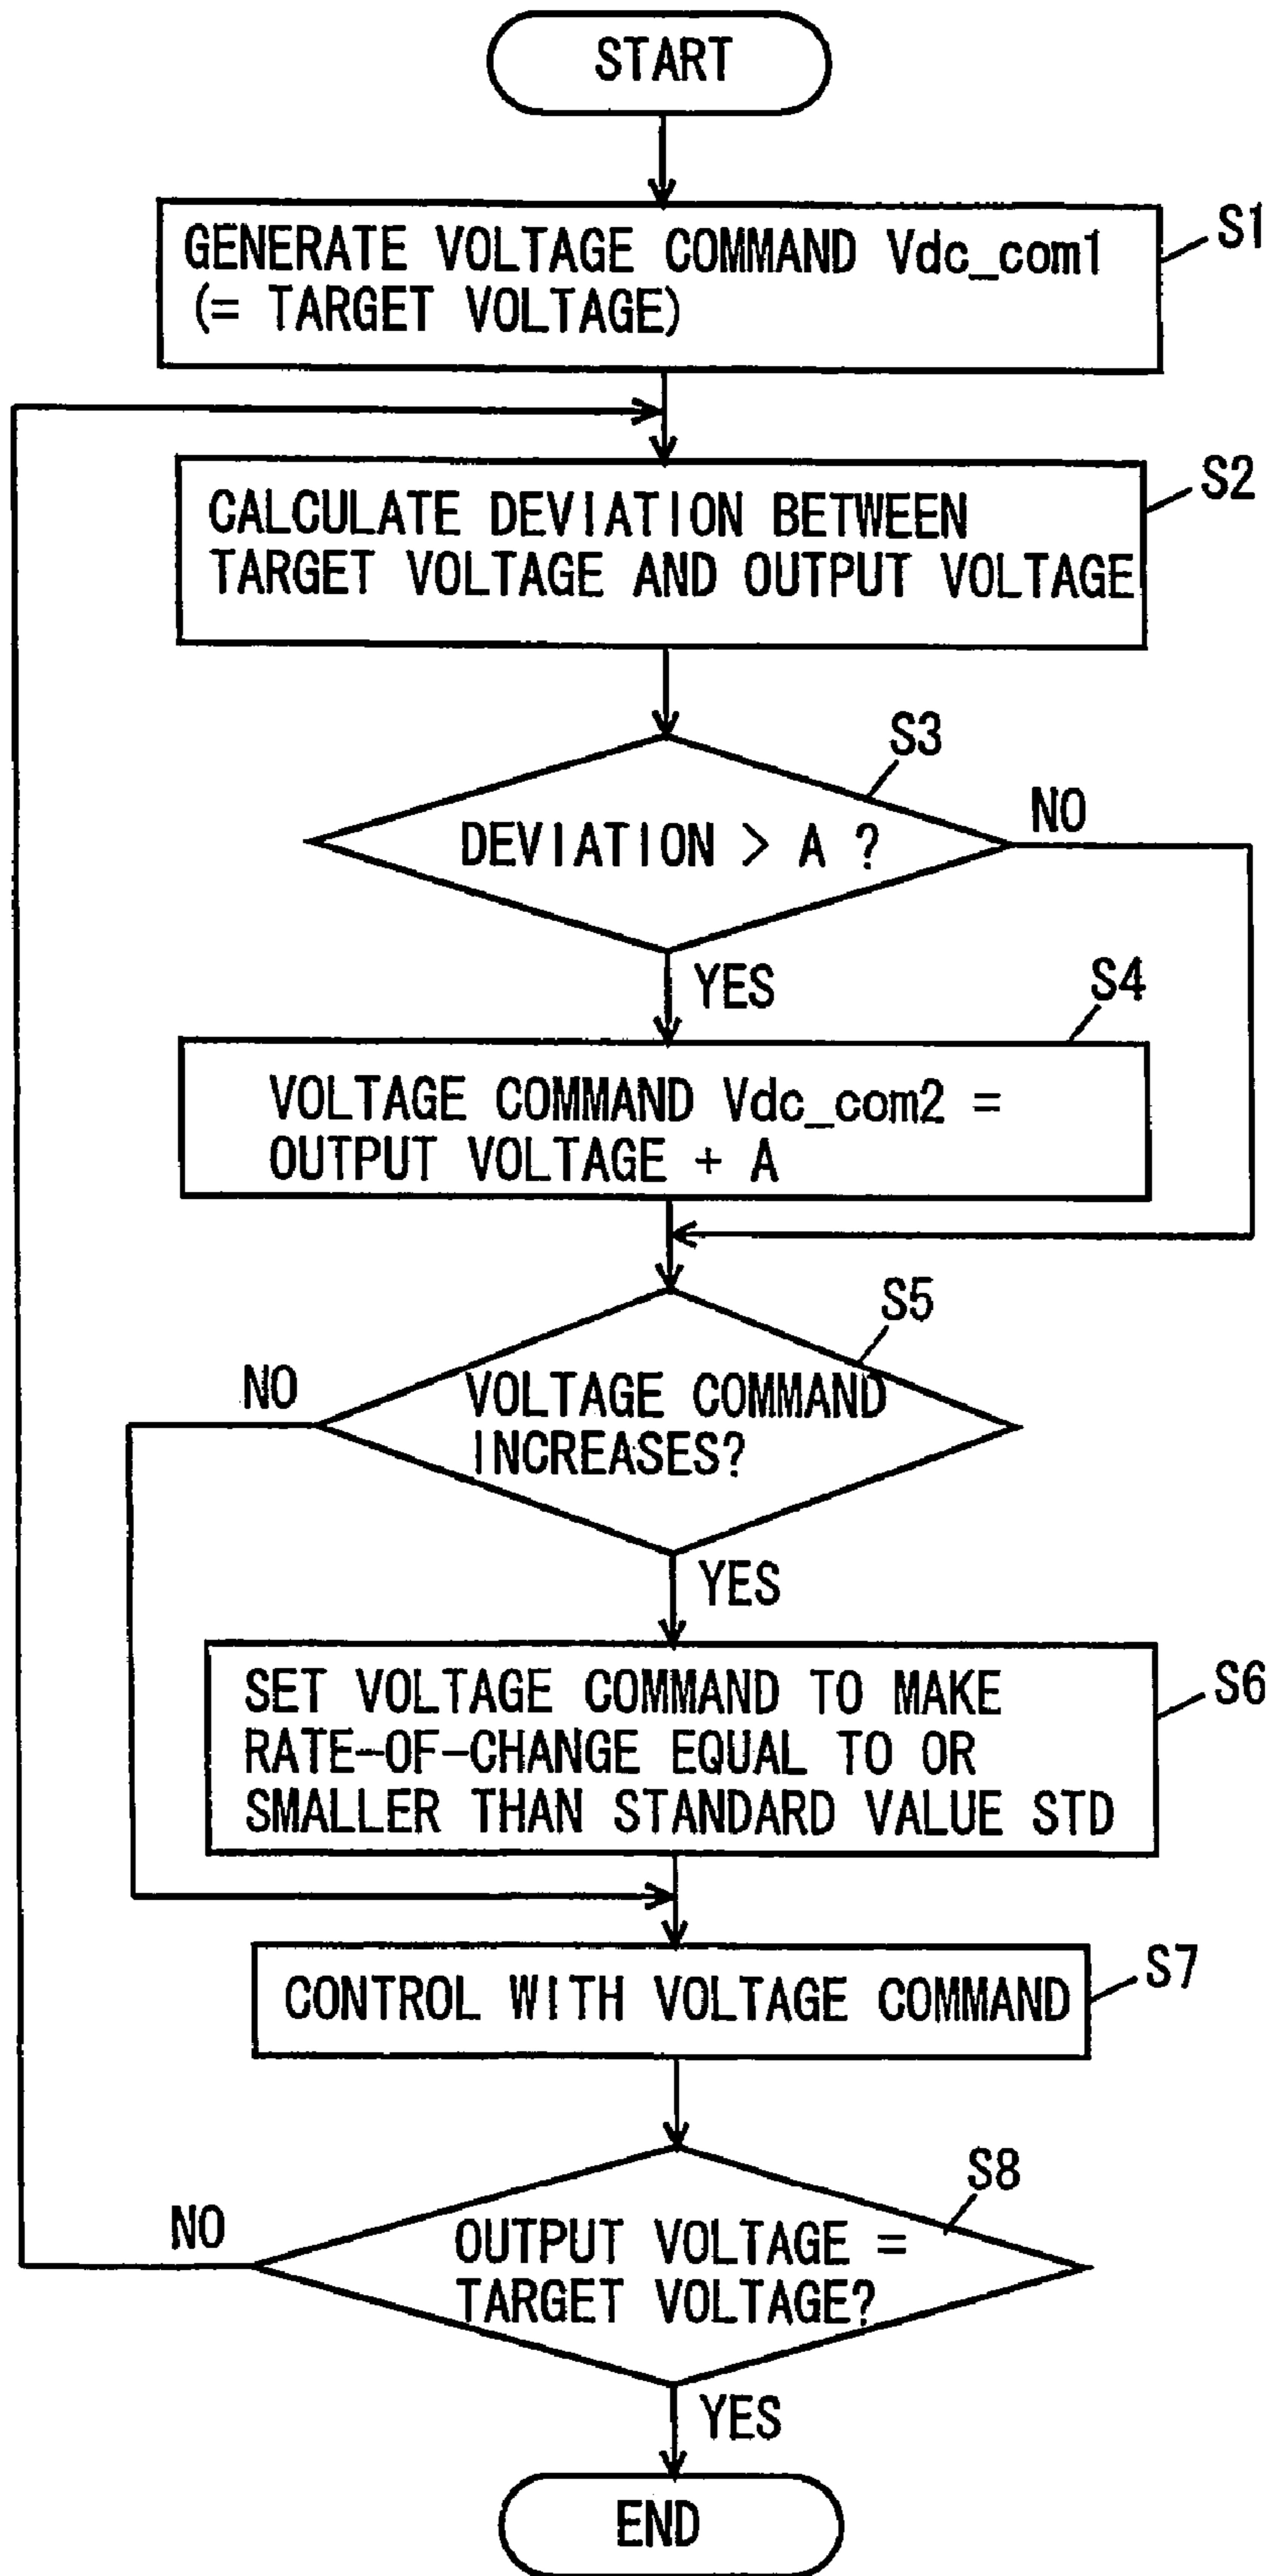 START
GENERATE VOLTAGE COMMAND Vdc_com1
(= TARGET VOLTAGE)
S1
CALCULATE DEVIATION BETWEEN
TARGET VOLTAGE AND OUTPUT VOLTAGE
S2
S3
DEVIATION > A ?
NO
YES
S4
VOLTAGE COMMAND Vdc_com2 =
OUTPUT VOLTAGE + A
S5
NO
VOLTAGE COMMAND
INCREASES?
YES
SET VOLTAGE COMMAND TO MAKE
RATE-OF-CHANGE EQUAL TO OR
SMALLER THAN STANDARD VALUE STD
S6
CONTROL WITH VOLTAGE COMMAND
S7
S8
NO
OUTPUT VOLTAGE =
TARGET VOLTAGE?
YES
END